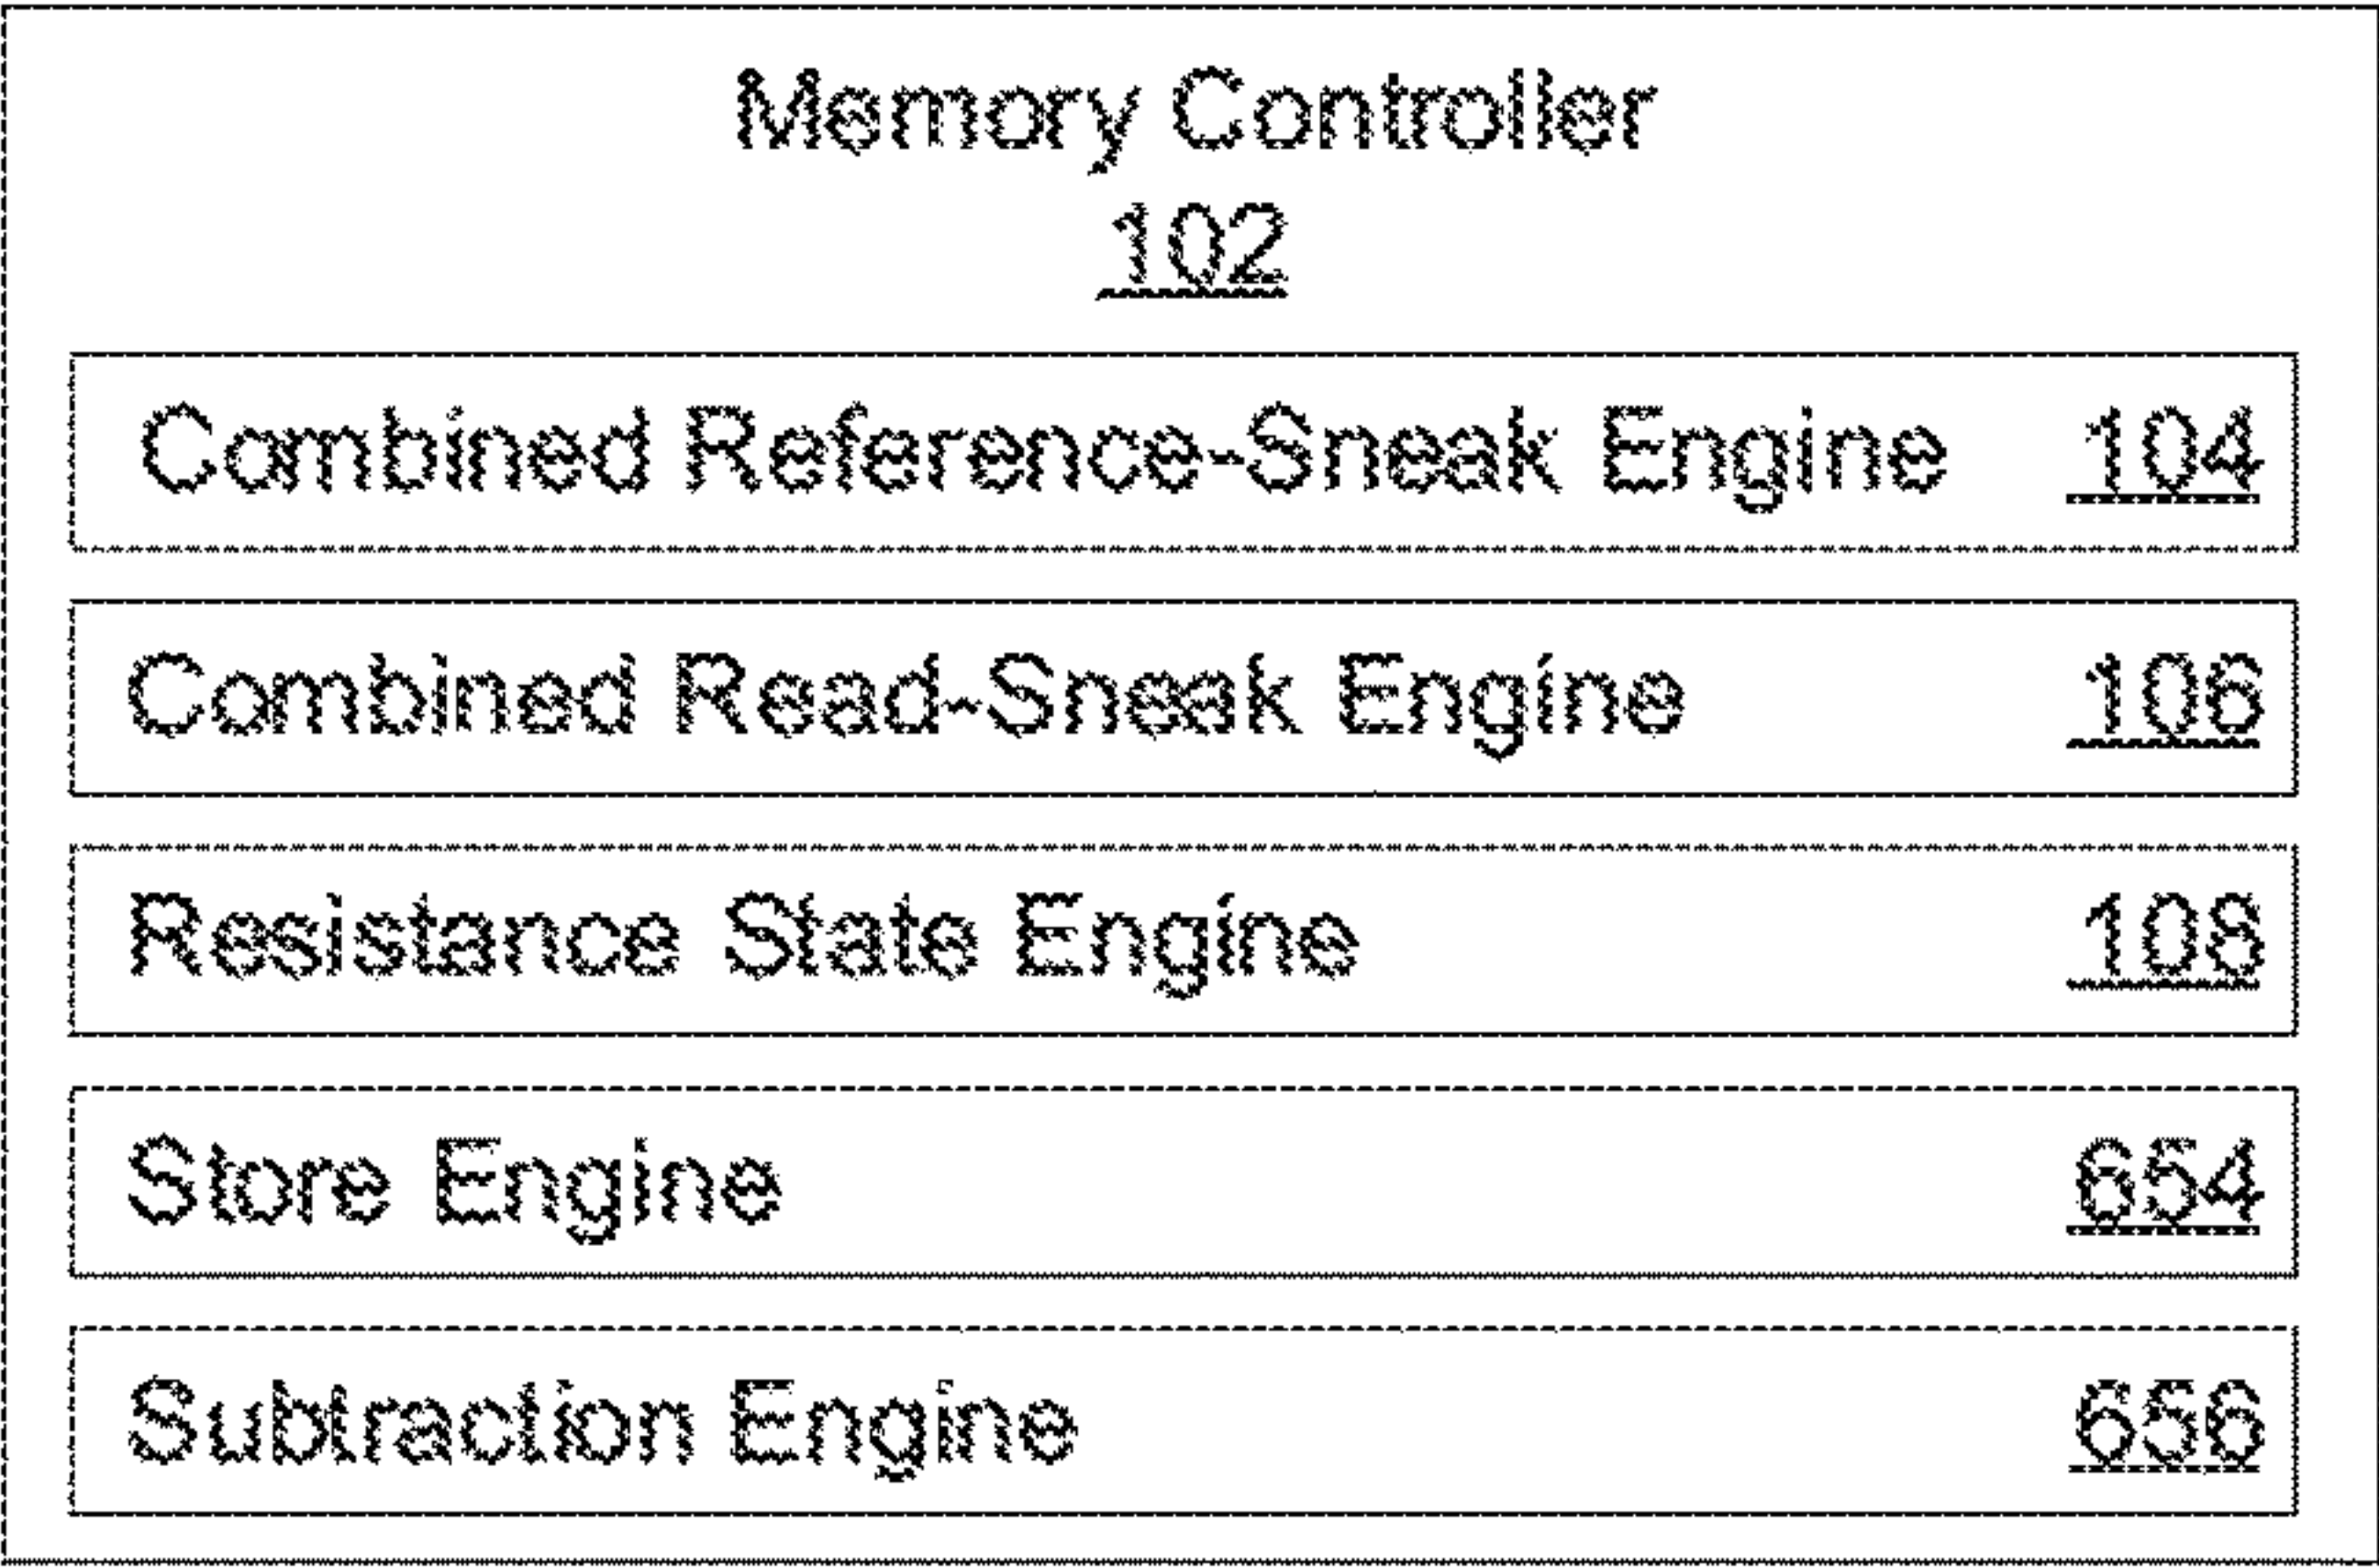 Memory Controller
102
Combined Reference-Sneak Engine 104
Combined Read-Sneak Engine 106
Resistance State Engine 108
Store Engine 654
Subtraction Engine 656